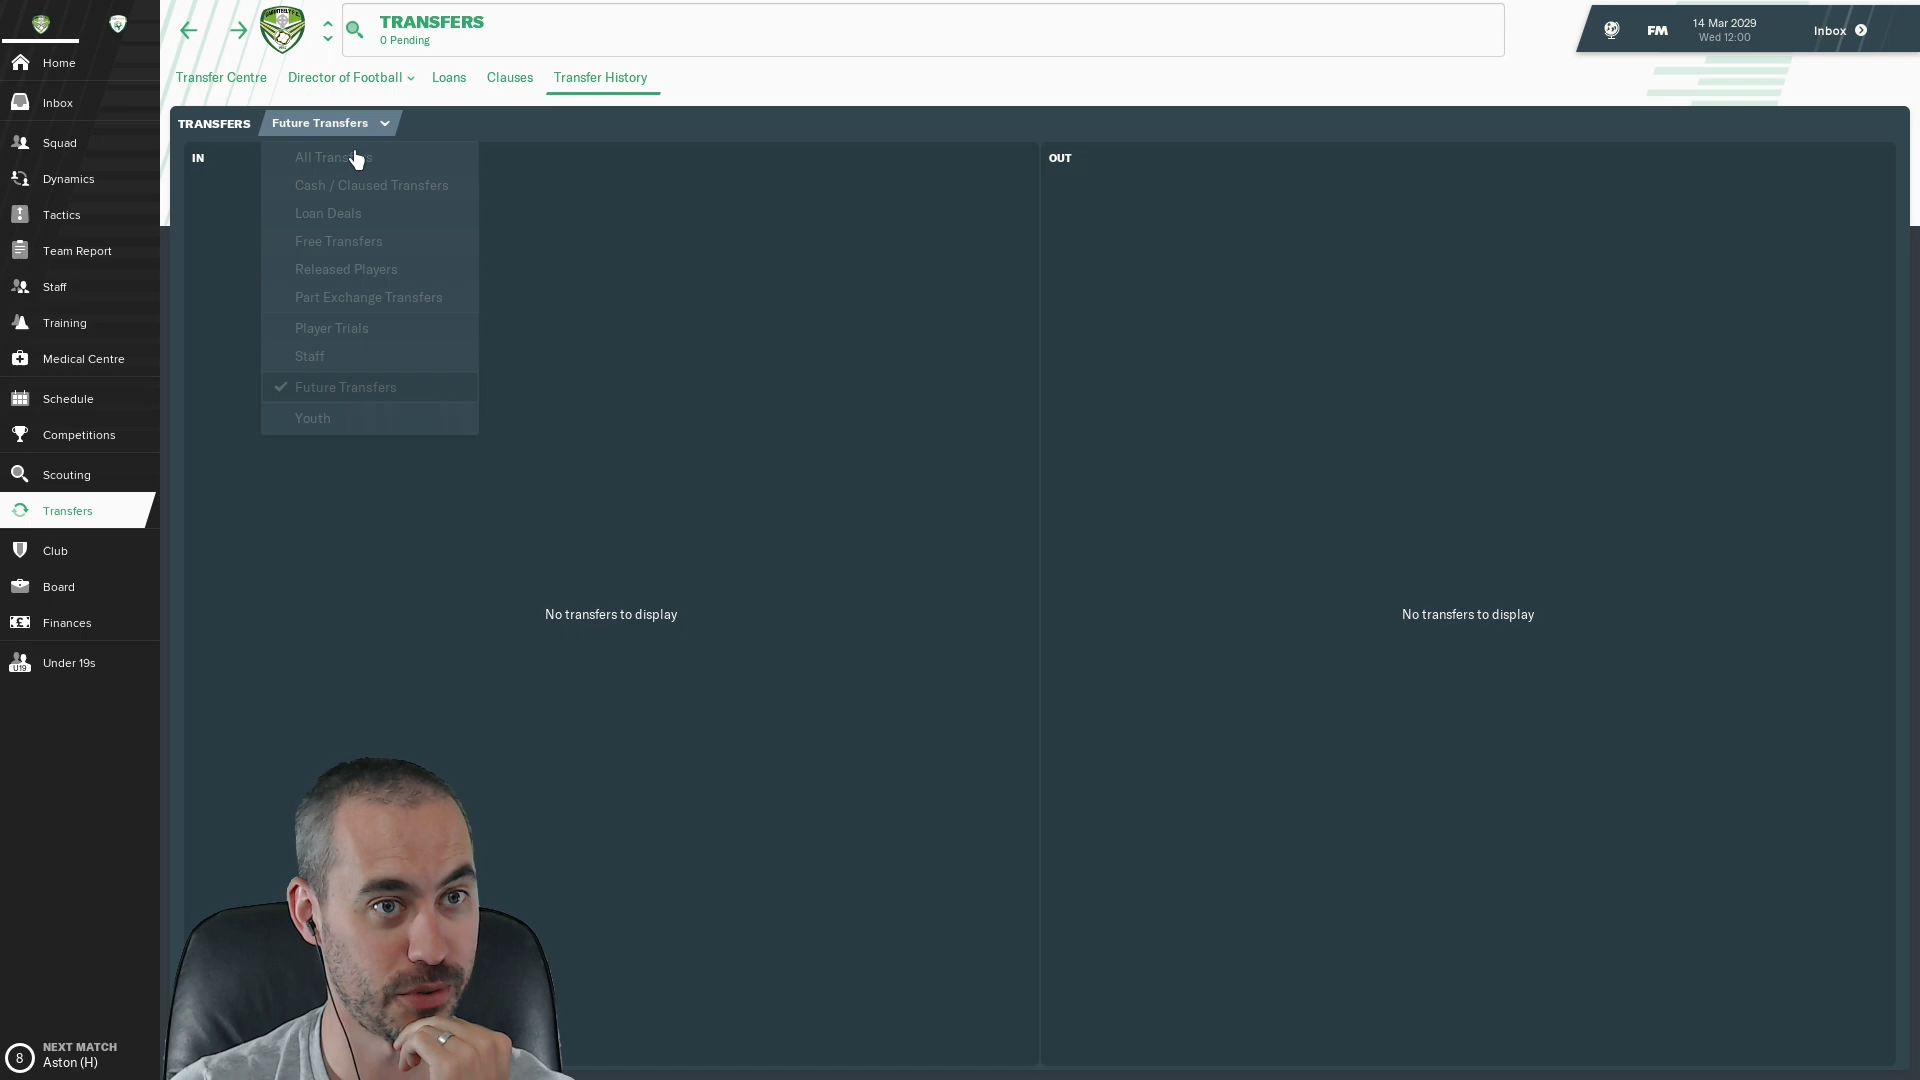 TRANSFERS
0 Pending
FM
14 Mar 2029
Wed 12:00
Inbox
Transfer Centre
Director of Football
Loans
Clauses
Transfer History
Home
Inbox
Squad
Dynamics
Tactics
Team Report
Staff
Training
Medical Centre
Schedule
Competitions
Scouting
Transfers
Club
Board
Finances
U19
Under 19s
8
NEXT MATCH
Aston (H)
TRANSFERS
Future Transfers
IN
All Transfers
Cash / Claused Transfers
Loan Deals
Free Transfers
Released Players
Part Exchange Transfers
Player Trials
Staff
Future Transfers
Youth
No transfers to display
OUT
No transfers to display